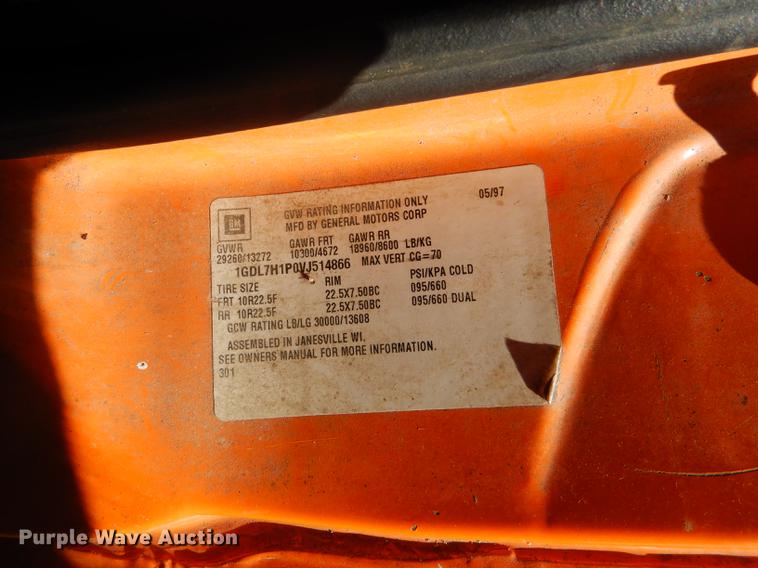 GM
GVW RATING INFORMATION ONLY 05/97
MFD BY GENERAL MOTORS CORP
GVWR GAWR FRT GAWR RR
29260/13272 10300/4672 18960/8600 LB/KG
1GDL7H1P0VJ514866 MAX VERT CG=70
TIRE SIZE RIM PSI/KPA COLD
FRT 10R22.5F 22.5X7.50BC 095/660
RR 10R22.5F 22.5X7.50BC 095/660 DUAL
GCW RATING LB/LG 30000/13608
ASSEMBLED IN JANESVILLE WI.
SEE OWNERS MANUAL FOR MORE INFORMATION.
301
Purple Wave Auction